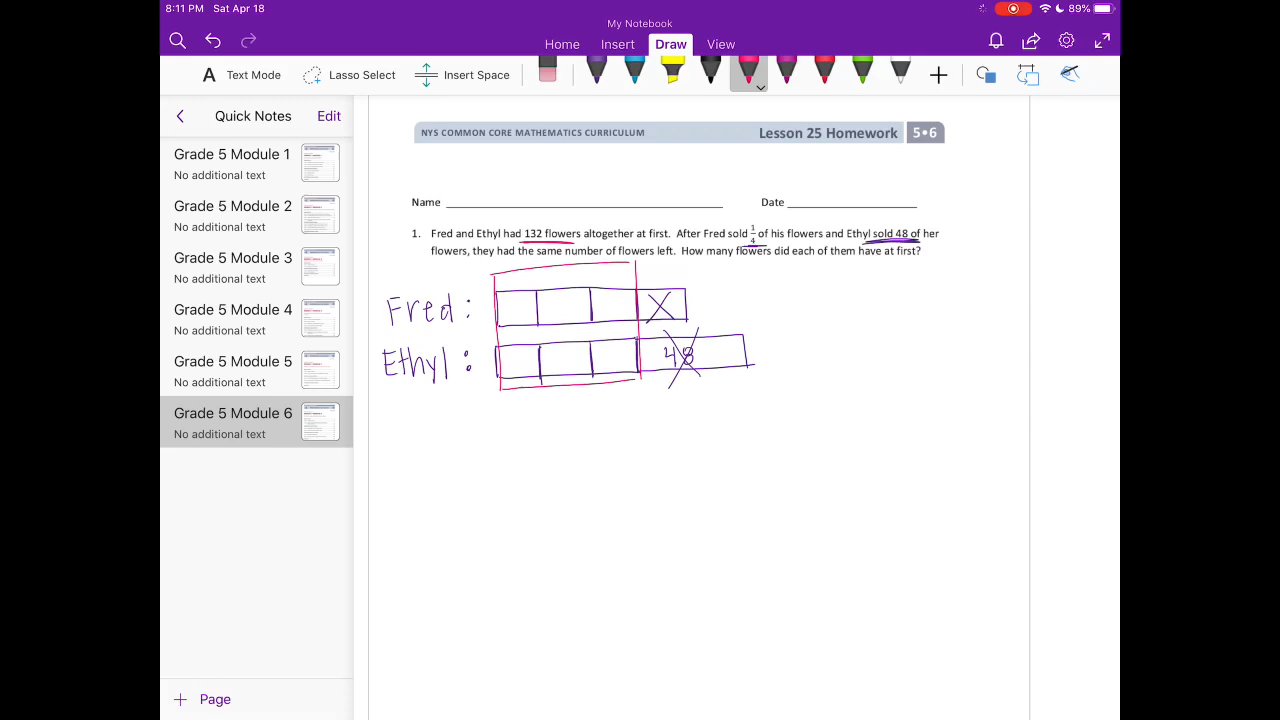 8:11 PM Sat Apr 18
89%
My Notebook
Home Insert Draw View
Text Mode Lasso Select Insert Space
Quick Notes Edit
Grade 5 Module 1
No additional text
Grade 5 Module 2
No additional text
Grade 5 Module 3
No additional text
Grade 5 Module 4
No additional text
Grade 5 Module 5
No additional text
Grade 5 Module 6
No additional text
+ Page
NYS COMMON CORE MATHEMATICS CURRICULUM Lesson 25 Homework 5•6
Name Date
1. Fred and Ethyl had 132 flowers altogether at first. After Fred sold 1/4 of his flowers and Ethyl sold 48 of her
flowers, they had the same number of flowers left. How many flowers did each of them have at first?
Fred:
Ethyl: 48